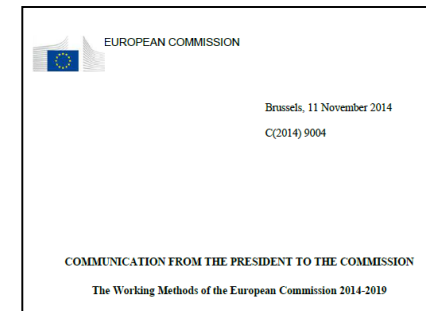 EUROPEAN COMMISSION
Brussels, 11 November 2014
C(2014) 9004
COMMUNICATION FROM THE PRESIDENT TO THE COMMISSION
The Working Methods of the European Commission 2014-2019